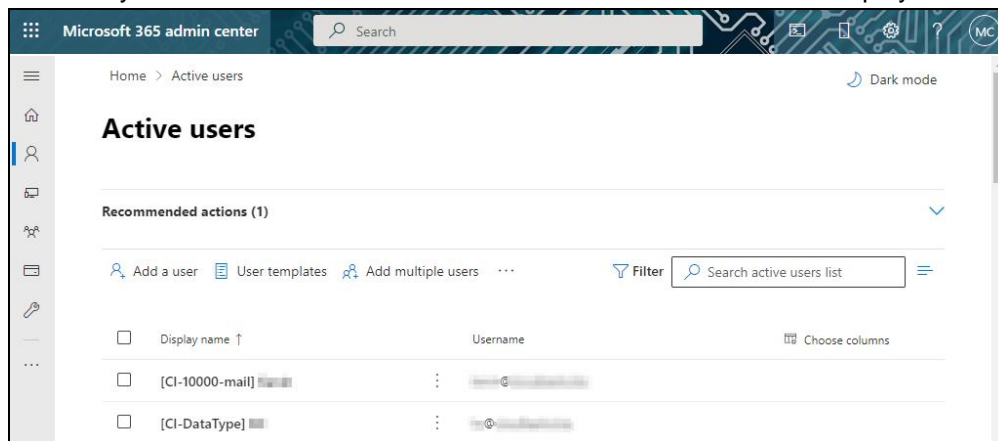 Microsoft 365 admin center Search ? MC
Home > Active users Dark mode
Active users
Recommended actions (1)
Add a user User templates Add multiple users ... Filter Search active users list
Display name ↑ Username Choose columns
[CI-10000-mail] @
[CI-DataType] @